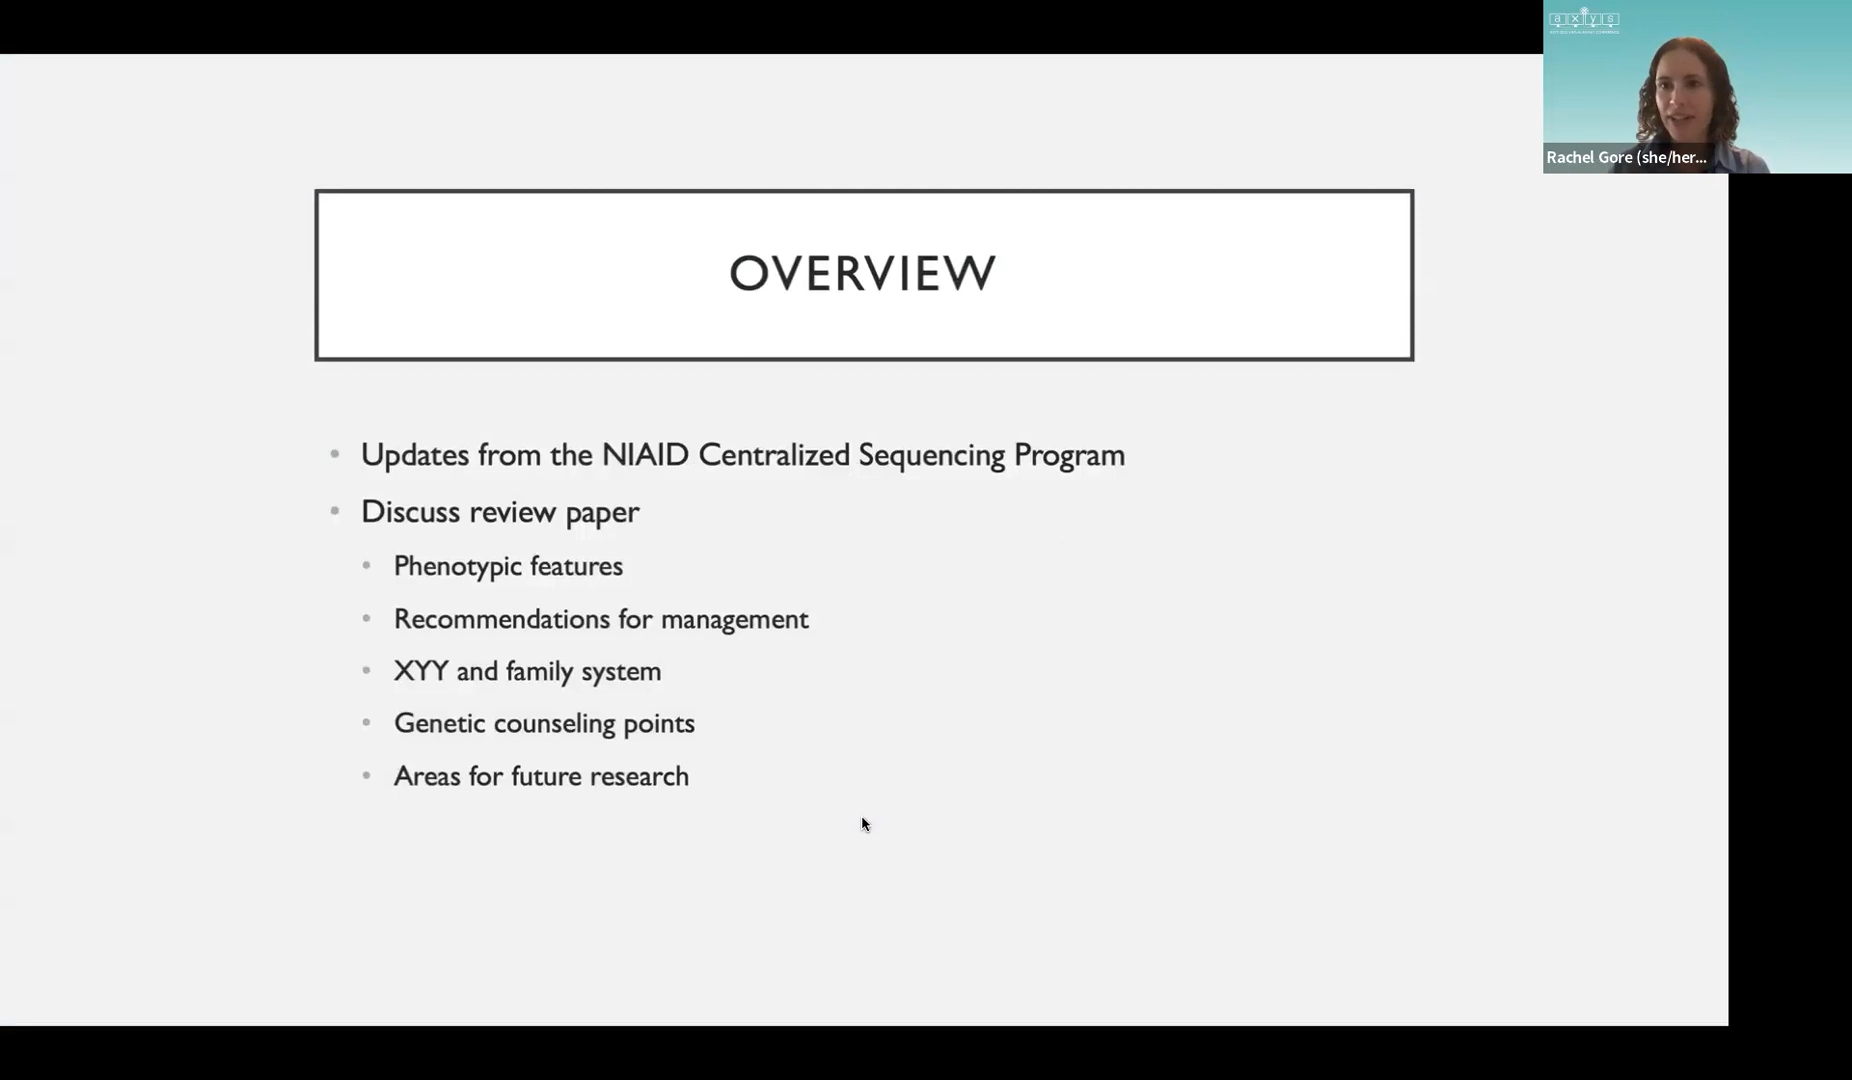 axys
Rachel Gore (she/her...
OVERVIEW
Updates from the NIAID Centralized Sequencing Program
Discuss review paper
Phenotypic features
Recommendations for management
XYY and family system
Genetic counseling points
Areas for future research